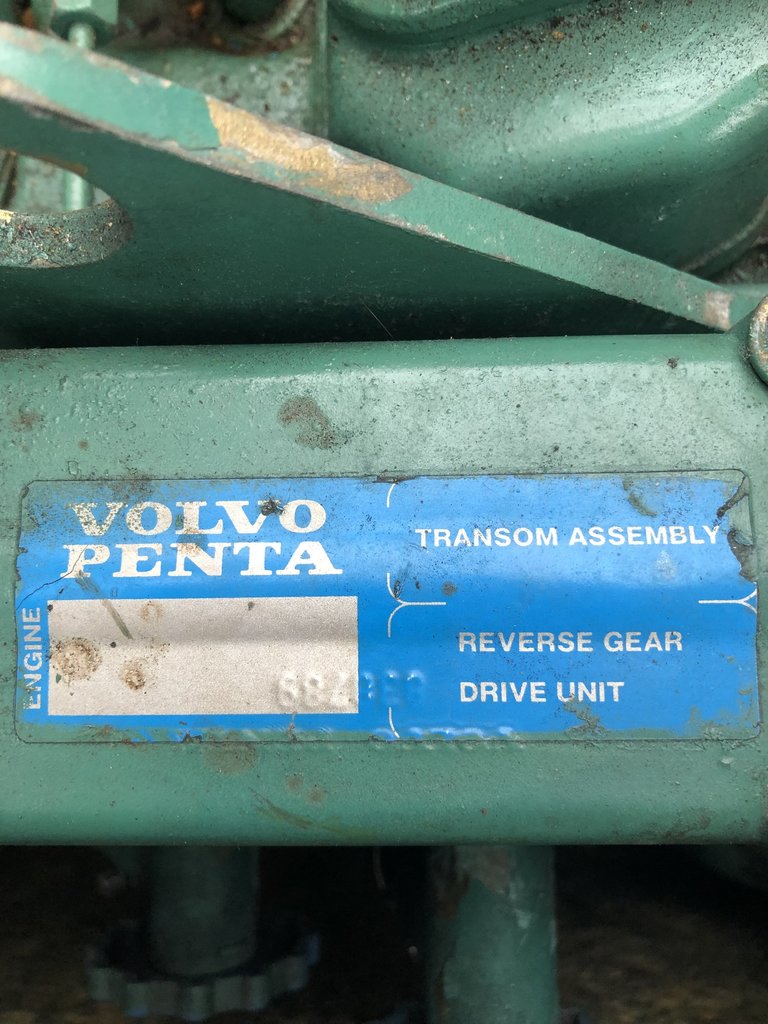 VOLVO
PENTA
ENGINE
TRANSOM ASSEMBLY
REVERSE GEAR
DRIVE UNIT